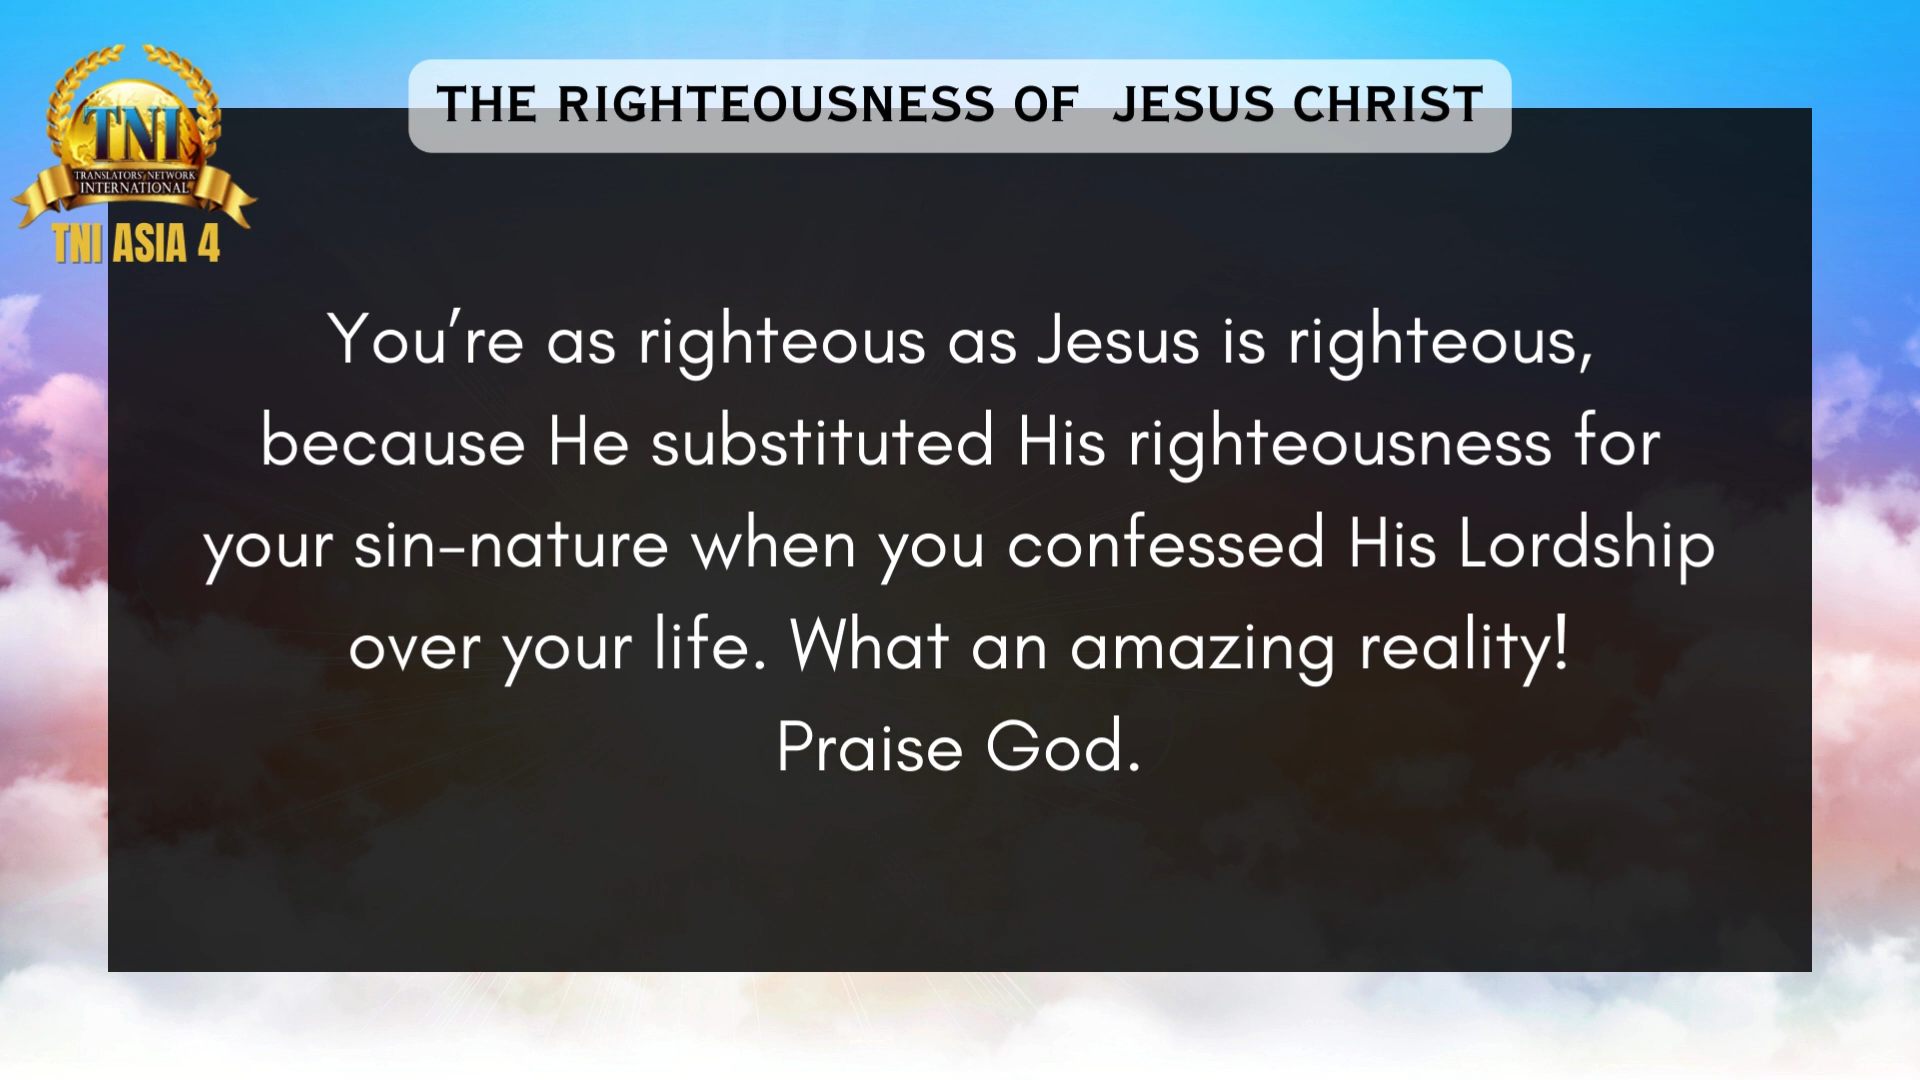 THE RIGHTEOUSNESS OF JESUS CHRIST
TNI
TRANSLATORS' NETWORK
INTERNATIONAL
TNI ASIA 4
You're as righteous as Jesus is righteous,
because He substituted His righteousness for
your sin-nature when you confessed His Lordship
over your life. What an amazing reality!
Praise God.